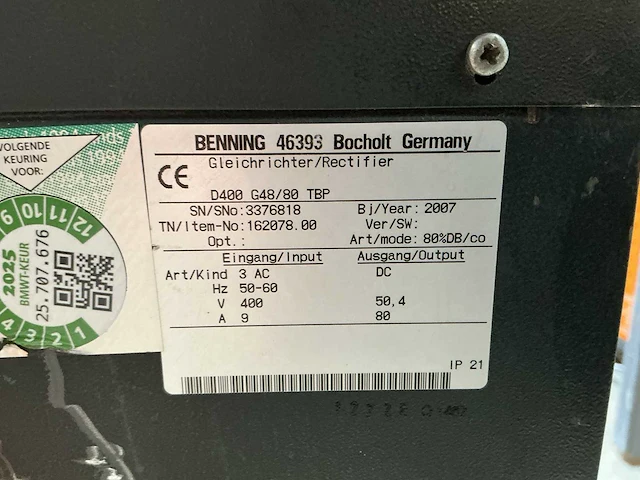 VOLGENDE
KEURING
VOOR:
9 10 11 12
2025
BMWT-KEUR
25.707.676
4 3 2 1
BENNING 46393 Bocholt Germany
Gleichrichter/Rectifier
CE
D400 G48/80 TBP
SN/SNo: 3376818 Bj/Year: 2007
TN/Item-No: 162078.00 Ver/SW:
Opt.: Art/mode: 80%DB/co
Eingang/Input Ausgang/Output
Art/Kind 3 AC DC
Hz 50-60
V 400 50,4
A 9 80
IP 21